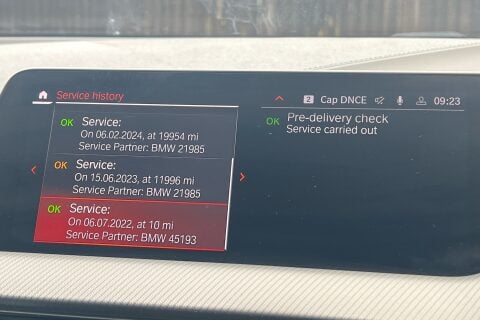 Service history
2 Cap DNCE 09:23
OK Service:
On 06.02.2024, at 19954 mi
Service Partner: BMW 21985
OK Service:
On 15.06.2023, at 11996 mi
Service Partner: BMW 21985
OK Service:
On 06.07.2022, at 10 mi
Service Partner: BMW 45193
OK Pre-delivery check
Service carried out